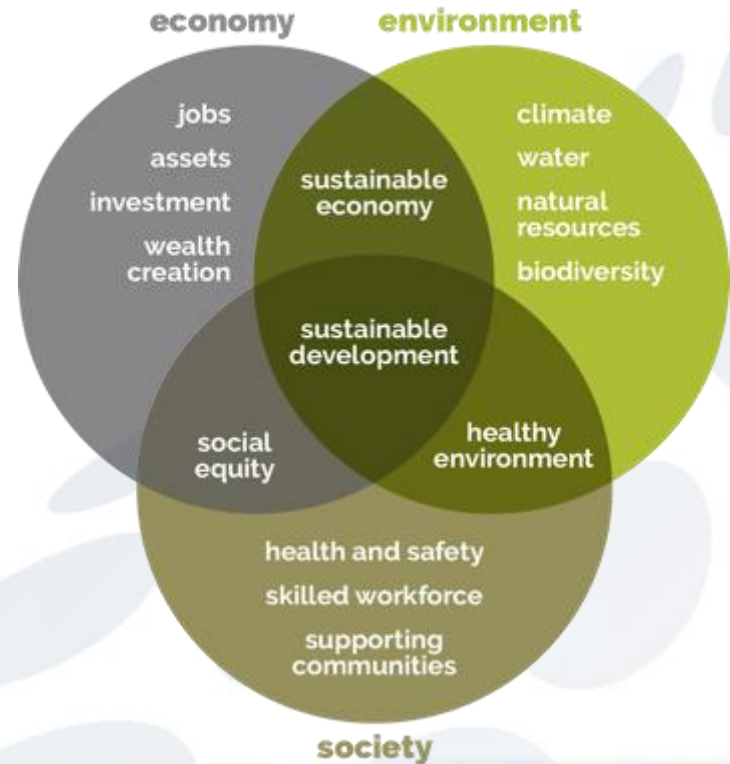 economy
environment
jobs
assets
investment
wealth
creation
sustainable
economy
climate
water
natural
resources
biodiversity
sustainable
development
social
equity
healthy
environment
health and safety
skilled workforce
supporting
communities
society